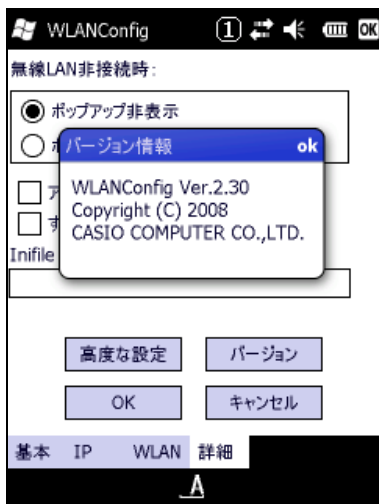 WLANConfig 1 OK
無線LAN非接続時:
ポップアップ非表示
バージョン情報 ok
WLANConfig Ver.2.30
Copyright (C) 2008
CASIO COMPUTER CO.,LTD.
Inifile
高度な設定 バージョン
OK キャンセル
基本 IP WLAN 詳細
A